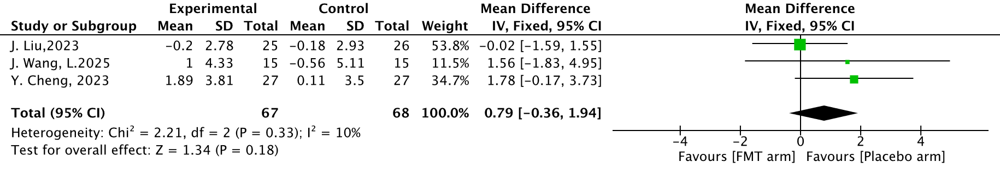 Experimental Control Mean Difference Mean Difference
Study or Subgroup Mean SD Total Mean SD Total Weight IV, Fixed, 95% CI IV, Fixed, 95% CI
J. Liu,2023 −0.2 2.78 25 −0.18 2.93 26 53.8% −0.02 [−1.59, 1.55]
J. Wang, L.2025 1 4.33 15 −0.56 5.11 15 11.5% 1.56 [−1.83, 4.95]
Y. Cheng, 2023 1.89 3.81 27 0.11 3.5 27 34.7% 1.78 [−0.17, 3.73]
Total (95% CI) 67 68 100.0% 0.79 [−0.36, 1.94]
Heterogeneity: Chi² = 2.21, df = 2 (P = 0.33); I² = 10%
Test for overall effect: Z = 1.34 (P = 0.18)
−4 −2 0 2 4
Favours [FMT arm] Favours [Placebo arm]